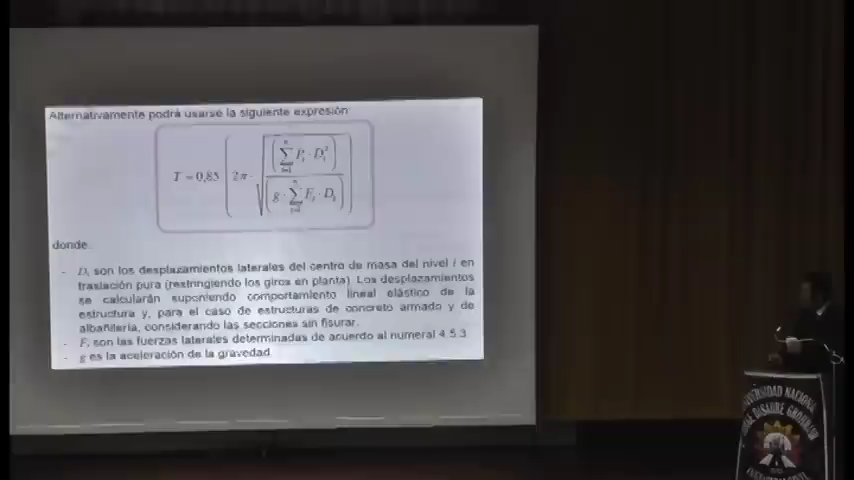 Alternativamente podrá usarse la siguiente expresión:
T = 0,85 ( 2π · √( ( Σ Pᵢ · Dᵢ² ) / ( g · Σ Fᵢ · Dᵢ ) ) )
donde:
- Dᵢ son los desplazamientos laterales del centro de masa del nivel i en
traslación pura (restringiendo los giros en planta). Los desplazamientos
se calcularán suponiendo comportamiento lineal elástico de la
estructura y, para el caso de estructuras de concreto armado y de
albañilería, considerando las secciones sin fisurar.
- Fᵢ son las fuerzas laterales determinadas de acuerdo al numeral 4.5.3
- g es la aceleración de la gravedad.
UNIVERSIDAD NACIONAL
JORGE BASADRE GROHMANN